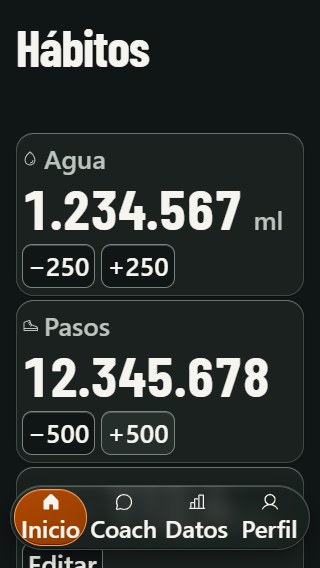 Hábitos
Agua
1.234.567 ml
−250 +250
Pasos
12.345.678
−500 +500
Inicio Coach Datos Perfil
Editar